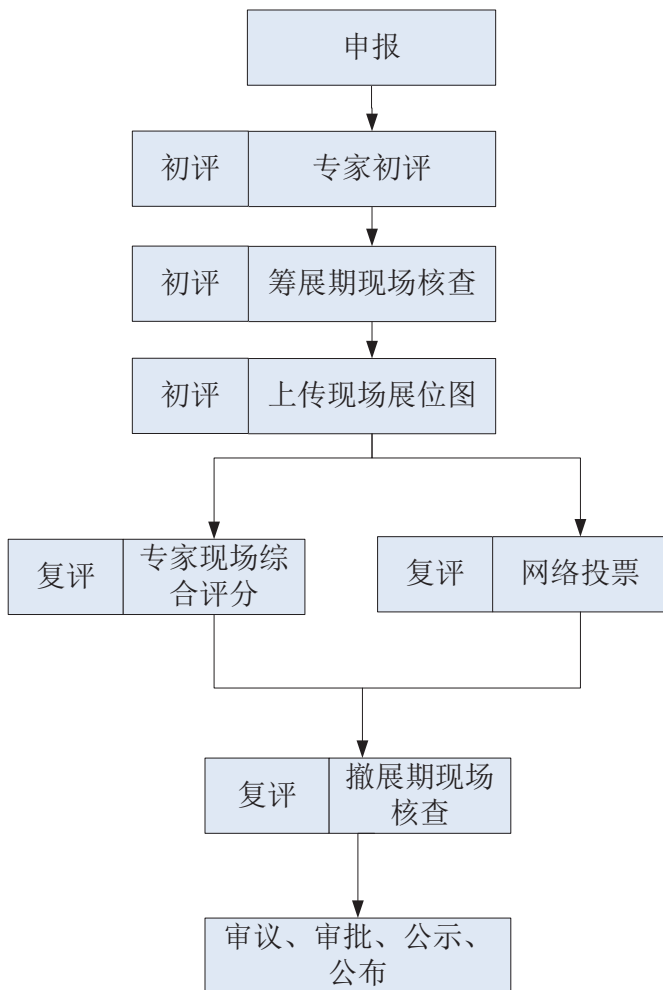 申报
初评 专家初评
初评 筹展期现场核查
初评 上传现场展位图
复评 专家现场综
合评分
复评 网络投票
复评 撤展期现场
核查
审议、审批、公示、
公布